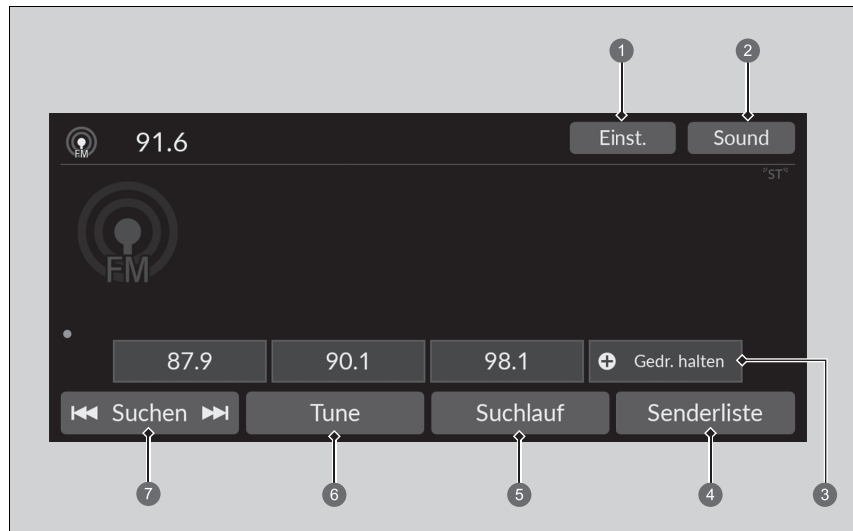 1
2
FM 91.6
Einst.
Sound
"ST"
FM
87.9
90.1
98.1
Gedr. halten
Suchen
Tune
Suchlauf
Senderliste
7
6
5
4
3